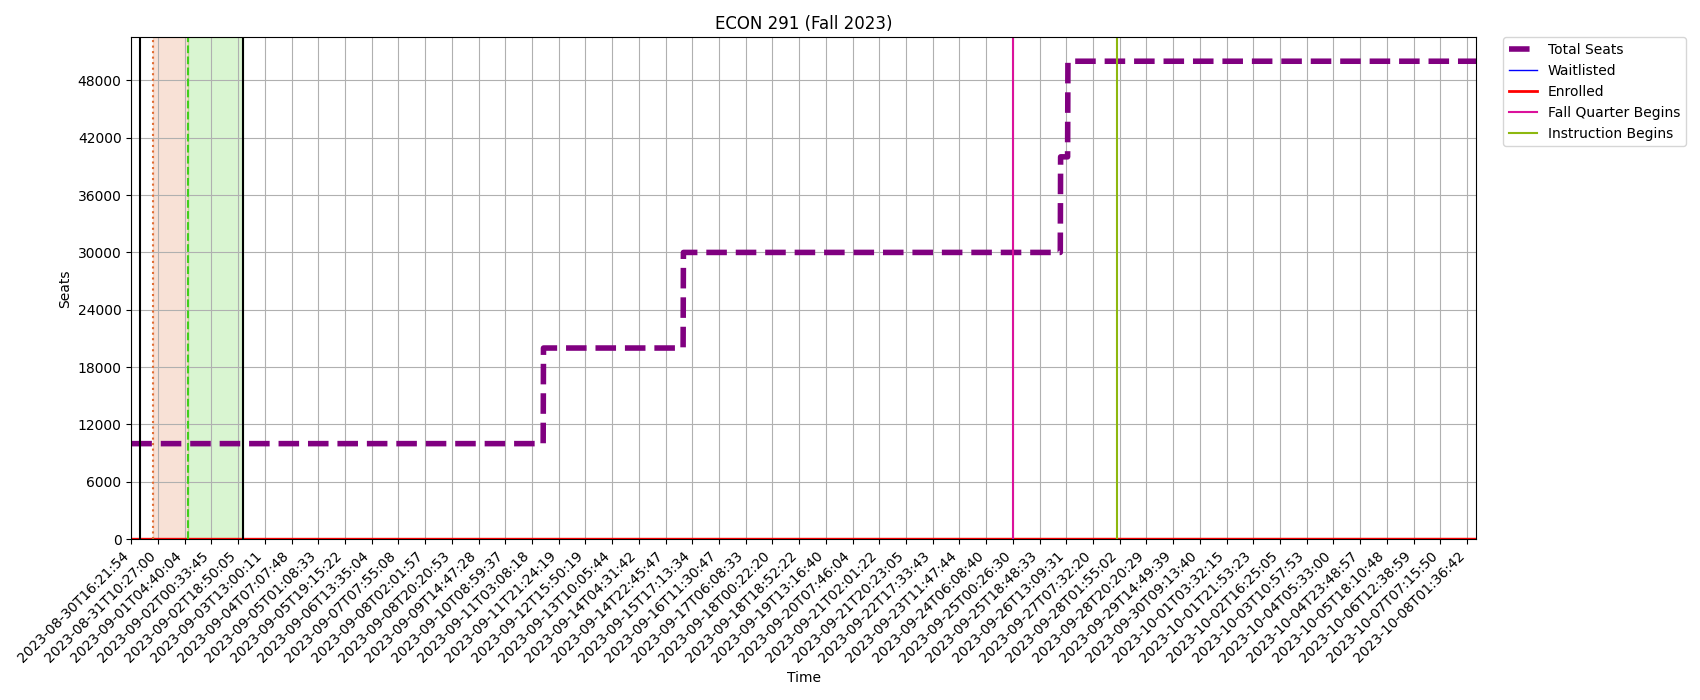 ECON 291 (Fall 2023)
Total Seats
Waitlisted
Enrolled
Fall Quarter Begins
Instruction Begins
48000
42000
36000
30000
24000
18000
12000
6000
0
Seats
2023-08-30T16:21:54
2023-08-31T10:27:00
2023-09-01T04:40:04
2023-09-02T00:33:45
2023-09-02T18:50:05
2023-09-03T13:00:11
2023-09-04T07:07:48
2023-09-05T01:08:33
2023-09-05T19:15:22
2023-09-06T13:35:04
2023-09-07T07:55:08
2023-09-08T02:01:57
2023-09-08T20:20:53
2023-09-09T14:47:28
2023-09-10T08:59:37
2023-09-11T03:08:18
2023-09-11T21:24:19
2023-09-12T15:50:19
2023-09-13T10:05:44
2023-09-14T04:31:42
2023-09-14T22:45:47
2023-09-15T17:13:34
2023-09-16T11:30:47
2023-09-17T06:08:33
2023-09-18T00:22:20
2023-09-18T18:52:22
2023-09-19T13:16:40
2023-09-20T07:46:04
2023-09-21T02:01:22
2023-09-21T20:23:05
2023-09-22T17:33:43
2023-09-23T11:47:44
2023-09-24T06:08:40
2023-09-25T00:26:30
2023-09-25T18:48:33
2023-09-26T13:09:31
2023-09-27T07:32:20
2023-09-28T01:55:02
2023-09-28T20:20:29
2023-09-29T14:49:39
2023-09-30T09:13:40
2023-10-01T03:32:15
2023-10-01T21:53:23
2023-10-02T16:25:05
2023-10-03T10:57:53
2023-10-04T05:33:00
2023-10-04T23:48:57
2023-10-05T18:10:48
2023-10-06T12:38:59
2023-10-07T07:15:50
2023-10-08T01:36:42
Time